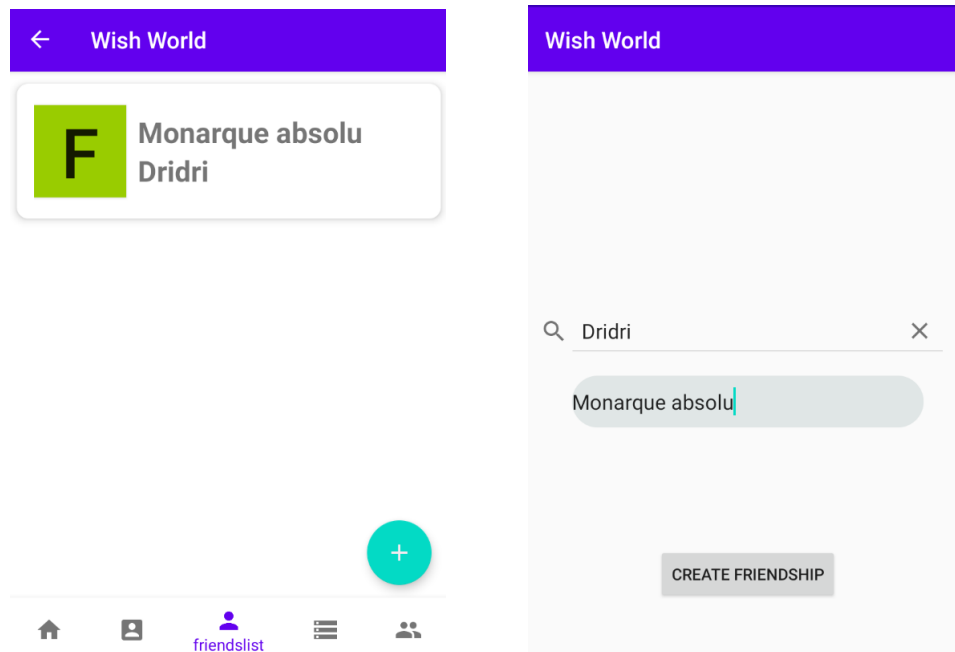 Wish World
F
Monarque absolu
Dridri
friendslist
Wish World
Dridri
Monarque absolu
CREATE FRIENDSHIP